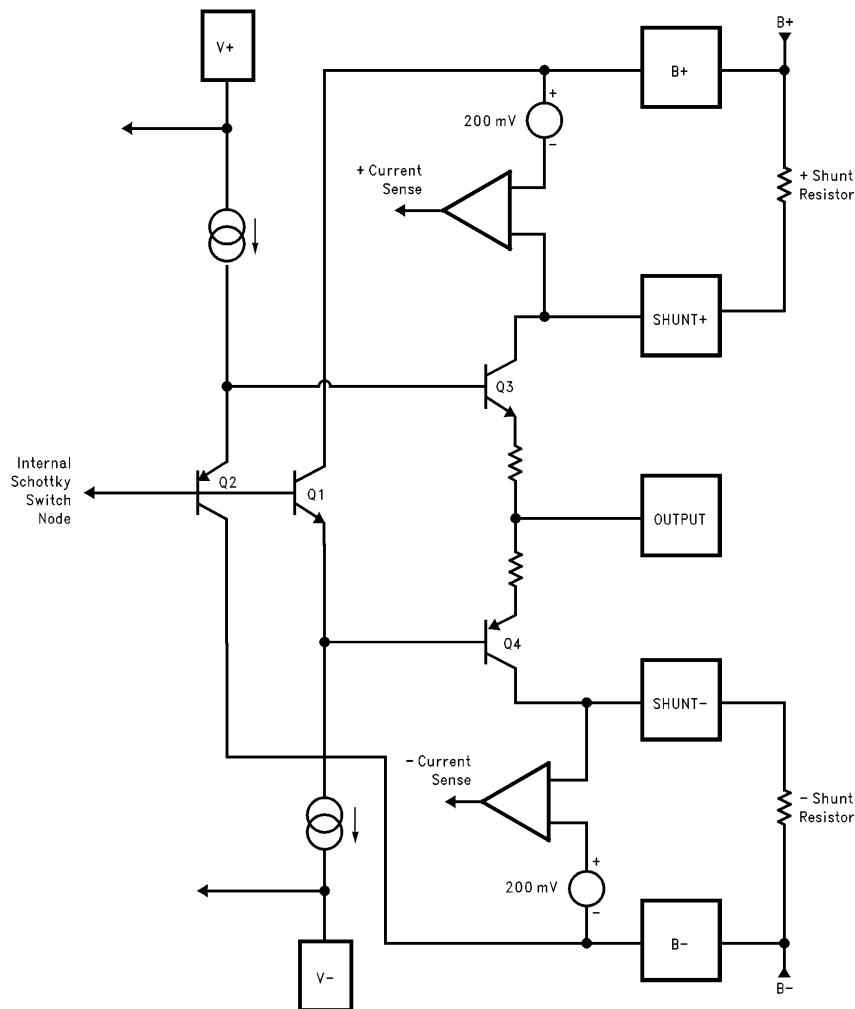 B+
V+
B+
+
200 mV
-
+ Current
Sense
+ Shunt
Resistor
SHUNT+
Q3
Internal
Schottky
Switch
Node
Q2
Q1
OUTPUT
Q4
SHUNT-
- Current
Sense
- Shunt
Resistor
+
200 mV
-
B-
V-
B-